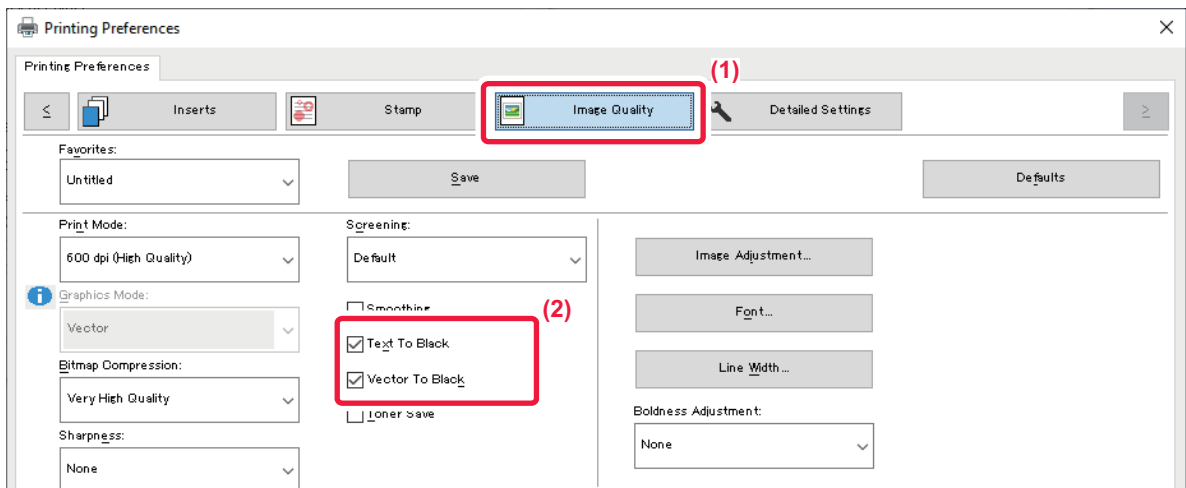 Printing Preferences
Printing Preferences
(1)
Inserts
Stamp
Image Quality
Detailed Settings
Favorites:
Untitled
Save
Defaults
Print Mode:
Screening:
600 dpi (High Quality)
Default
Image Adjustment...
Graphics Mode:
Smoothing
(2)
Font...
Vector
Text To Black
Bitmap Compression:
Vector To Black
Line Width...
Very High Quality
Toner Save
Boldness Adjustment:
Sharpness:
None
None